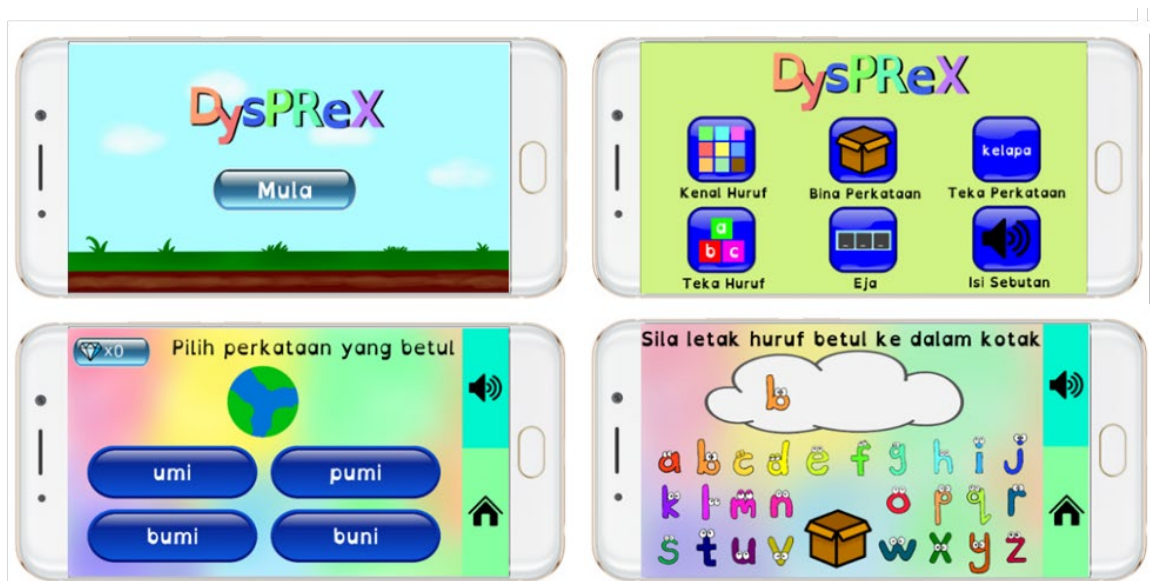 DysPReX
Mula
DysPReX
kelapa
Kenal Huruf
Bina Perkataan
Teka Perkataan
a
b c
Teka Huruf
Eja
Isi Sebutan
x0
Pilih perkataan yang betul
umi
pumi
bumi
buni
Sila letak huruf betul ke dalam kotak
b
a b c d e f g h i j
k l m n o p q r
s t u v w x y z